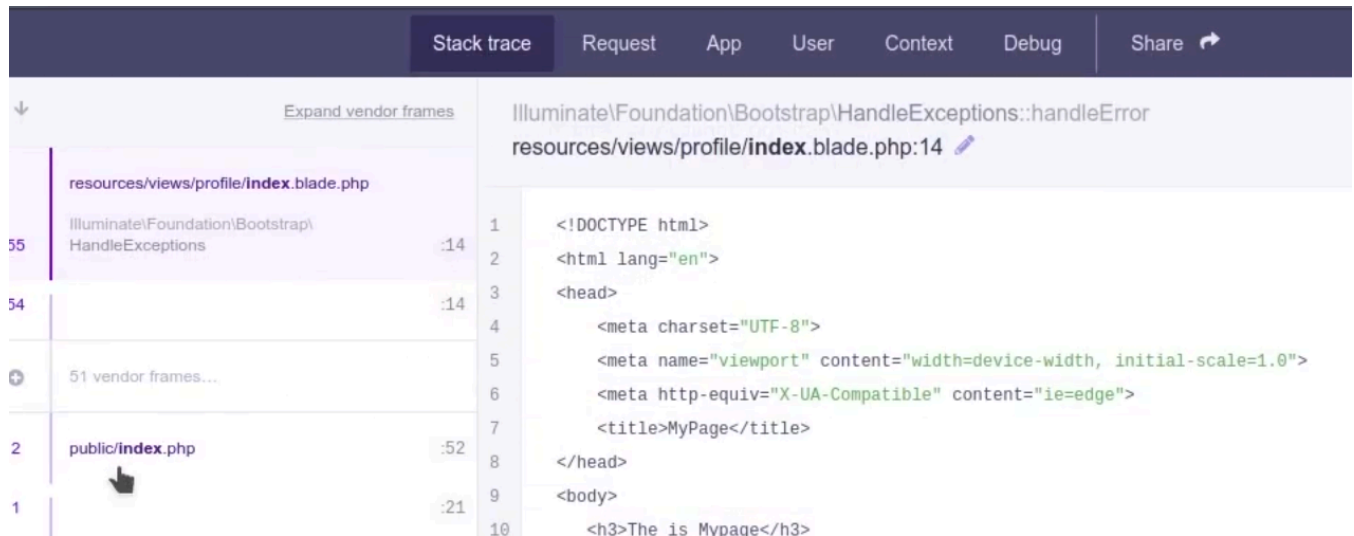 Stack trace Request App User Context Debug Share
Expand vendor frames
resources/views/profile/index.blade.php
Illuminate\Foundation\Bootstrap\
55 HandleExceptions :14
54 :14
51 vendor frames...
2 public/index.php :52
1 :21
Illuminate\Foundation\Bootstrap\HandleExceptions::handleError
resources/views/profile/index.blade.php:14
1 <!DOCTYPE html>
2 <html lang="en">
3 <head>
4 <meta charset="UTF-8">
5 <meta name="viewport" content="width=device-width, initial-scale=1.0">
6 <meta http-equiv="X-UA-Compatible" content="ie=edge">
7 <title>MyPage</title>
8 </head>
9 <body>
10 <h3>The is Mypage</h3>